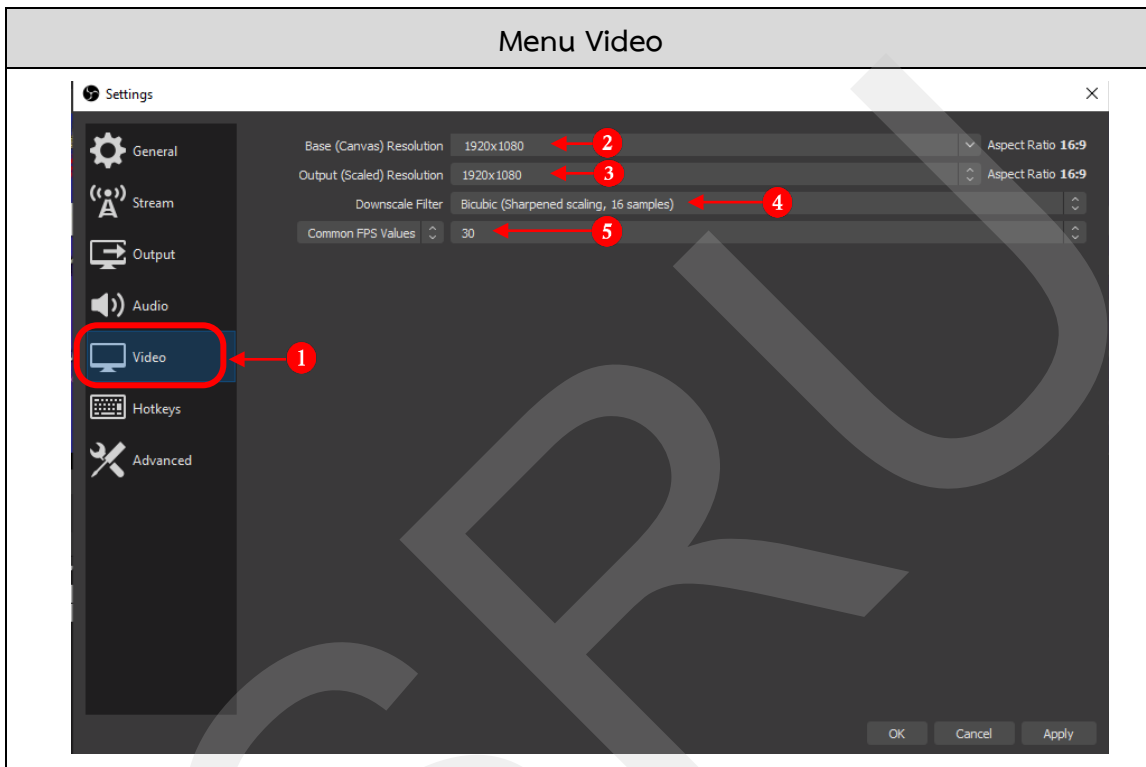 Menu Video
Settings
General
Stream
Output
Audio
Video
Hotkeys
Advanced
Base (Canvas) Resolution 1920x1080 2 Aspect Ratio 16:9
Output (Scaled) Resolution 1920x1080 3 Aspect Ratio 16:9
Downscale Filter Bicubic (Sharpened scaling, 16 samples) 4
Common FPS Values 30 5
1
OK Cancel Apply
CRU